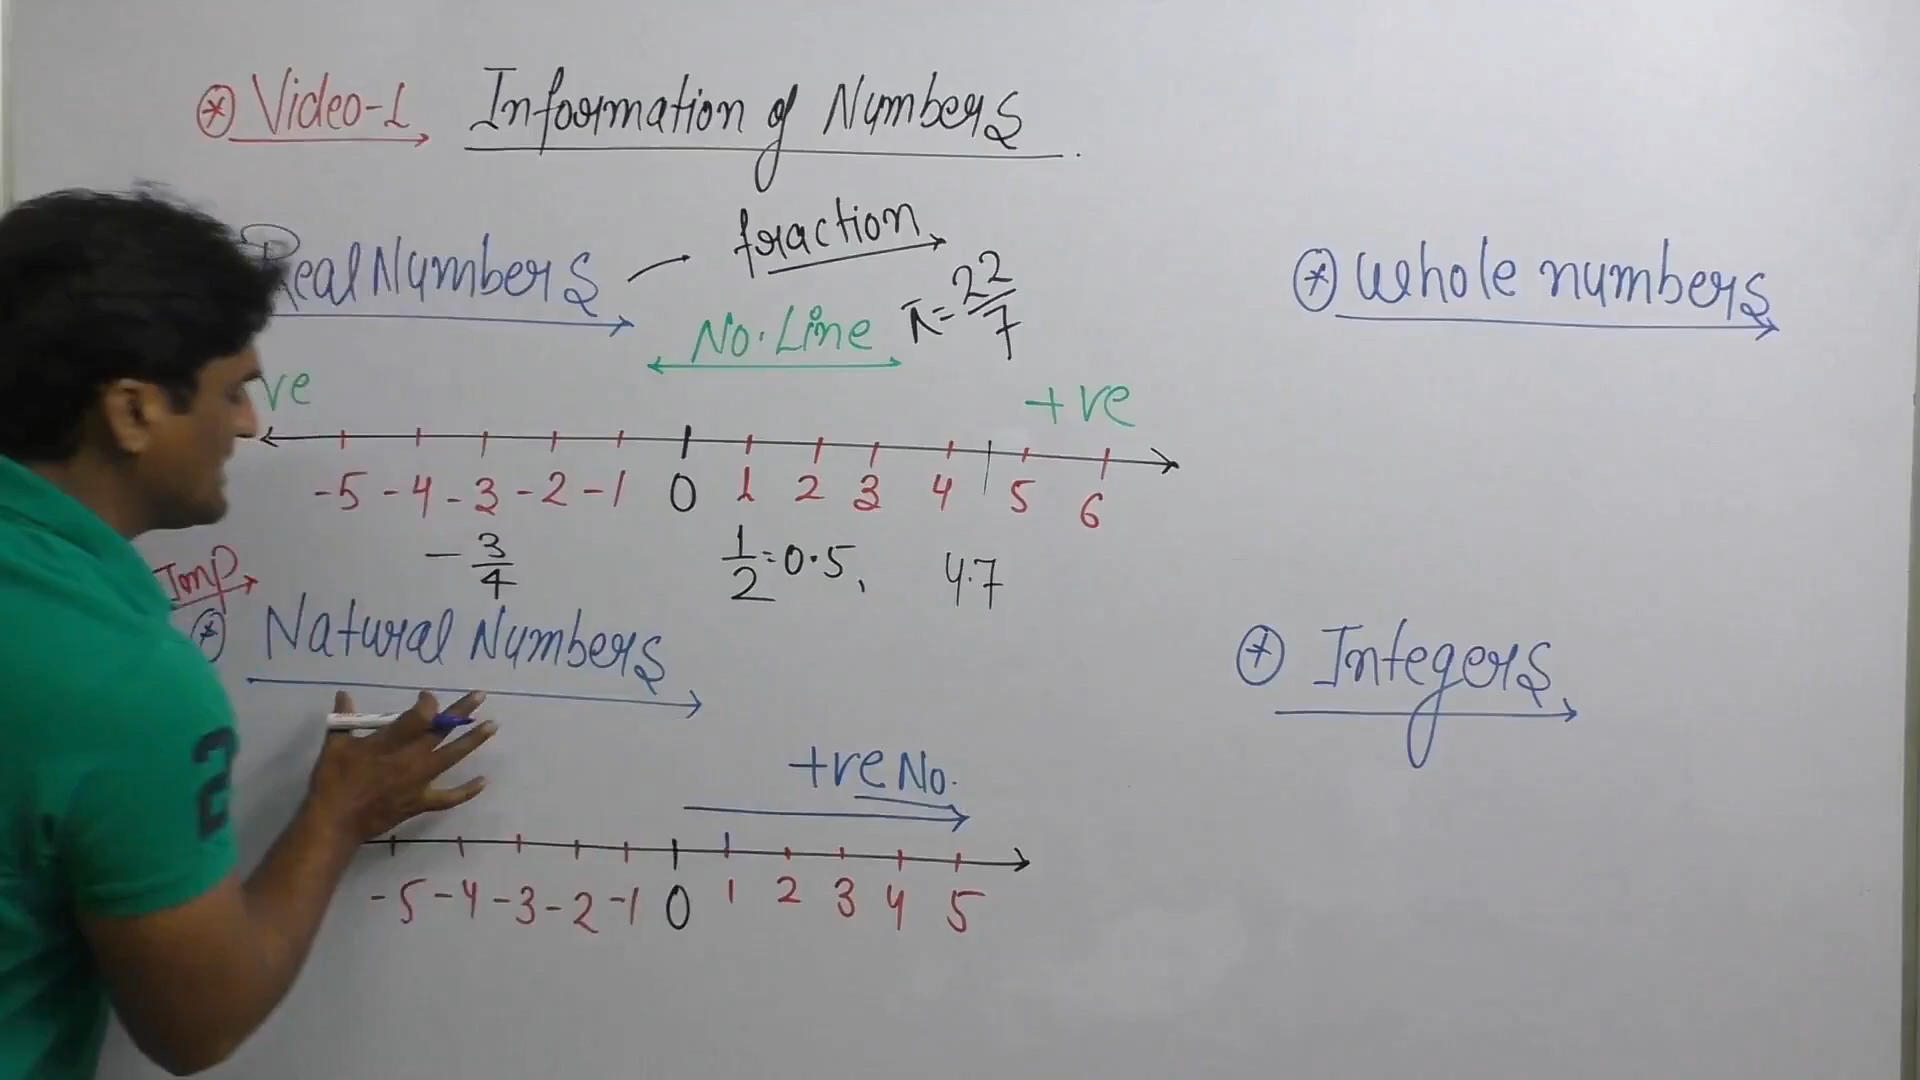 Video-1 Information of Numbers
Real Numbers
fraction
π = 22/7
Whole numbers
No. Line
ve
+ve
-5 -4 -3 -2 -1 0 1 2 3 4 5 6
-3/4
1/2 = 0.5,
4.7
Imp
Natural Numbers
Integers
+ve No.
-5 -4 -3 -2 -1 0 1 2 3 4 5
2